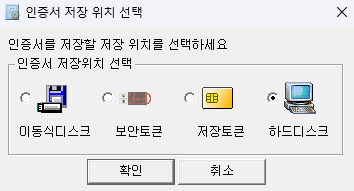 인증서 저장 위치 선택
인증서를 저장할 저장 위치를 선택하세요
인증서 저장위치 선택
이동식디스크 보안토큰 저장토큰 하드디스크
확인 취소